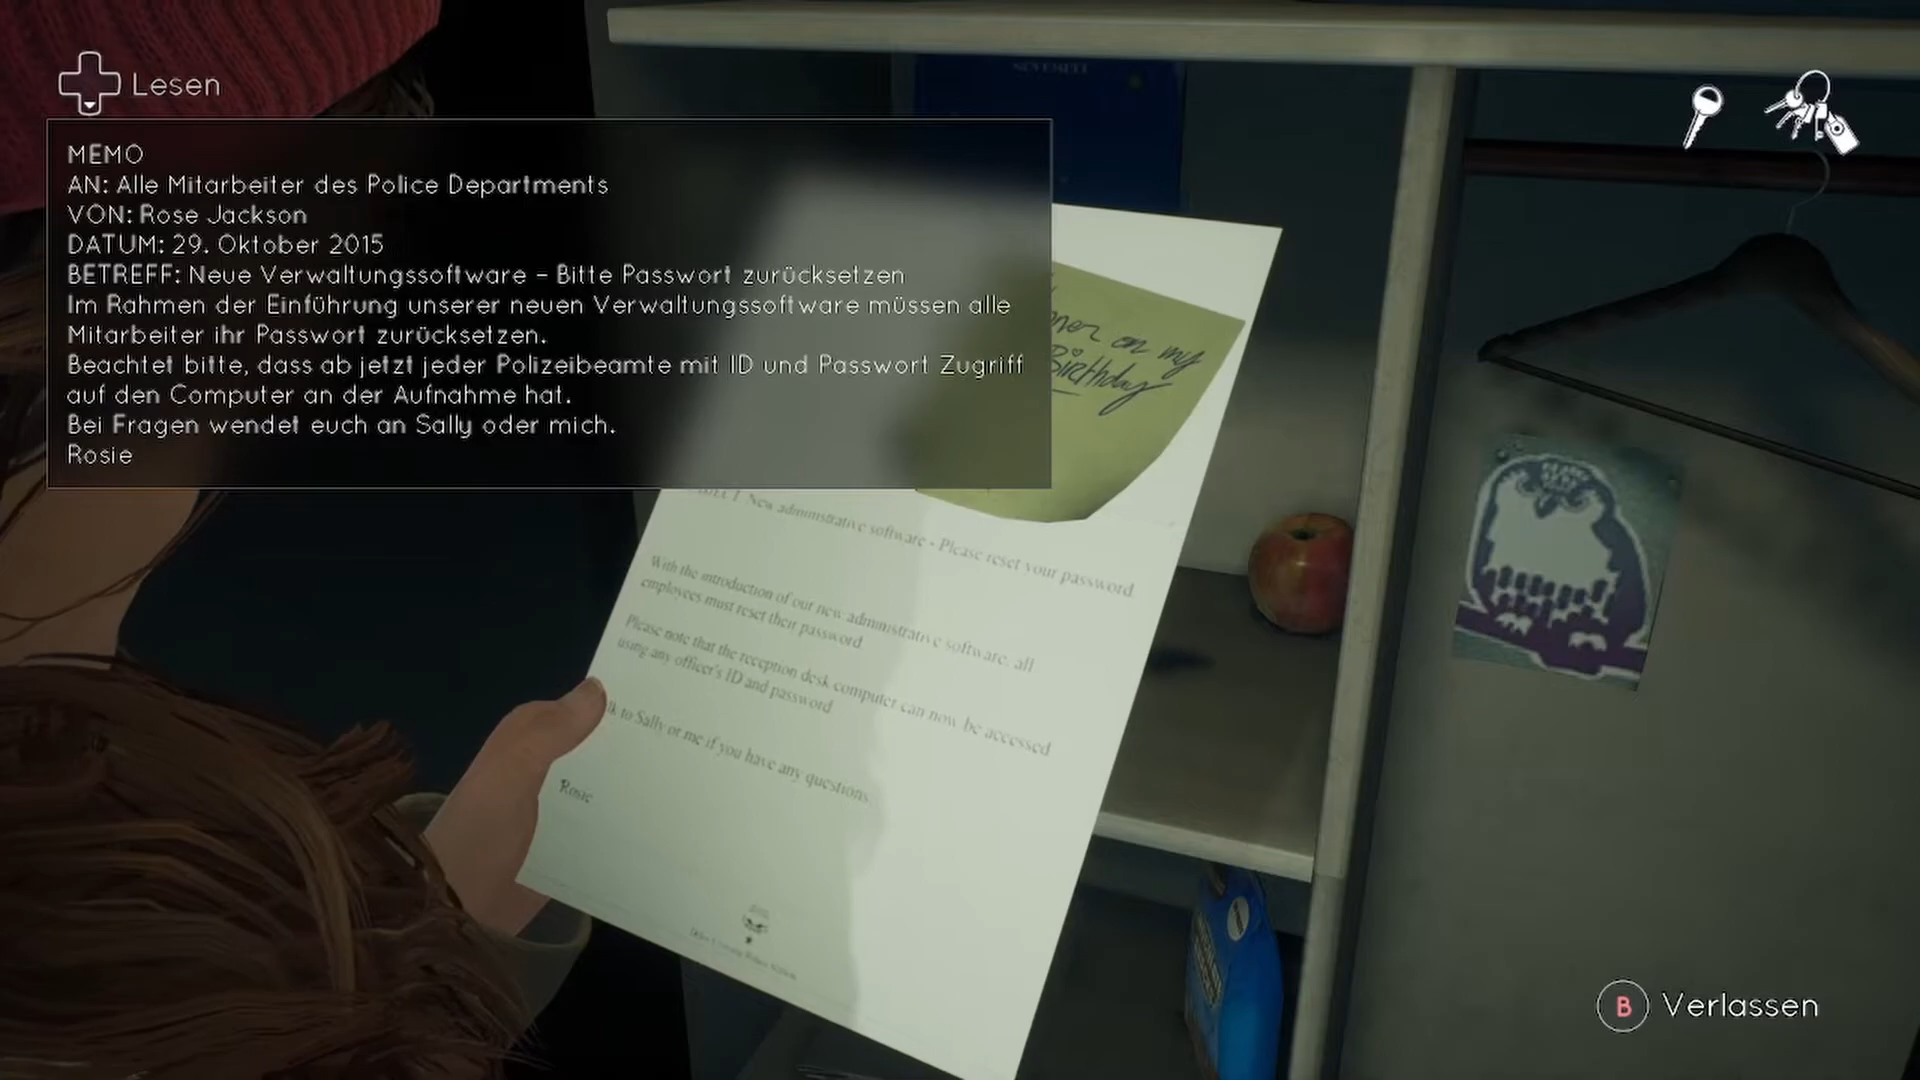 Lesen
MEMO
AN: Alle Mitarbeiter des Police Departments
VON: Rose Jackson
DATUM: 29. Oktober 2015
BETREFF: Neue Verwaltungssoftware – Bitte Passwort zurücksetzen
Im Rahmen der Einführung unserer neuen Verwaltungssoftware müssen alle
Mitarbeiter ihr Passwort zurücksetzen.
Beachtet bitte, dass ab jetzt jeder Polizeibeamte mit ID und Passwort Zugriff
auf den Computer an der Aufnahme hat.
Bei Fragen wendet euch an Sally oder mich.
Rosie
on my
Birthday
New administrative software - Please reset your password
With the introduction of our new administrative software, all
employees must reset their password
Please note that the reception desk computer can now be accessed
using any officer's ID and password
to Sally or me if you have any questions
Rosie
B Verlassen